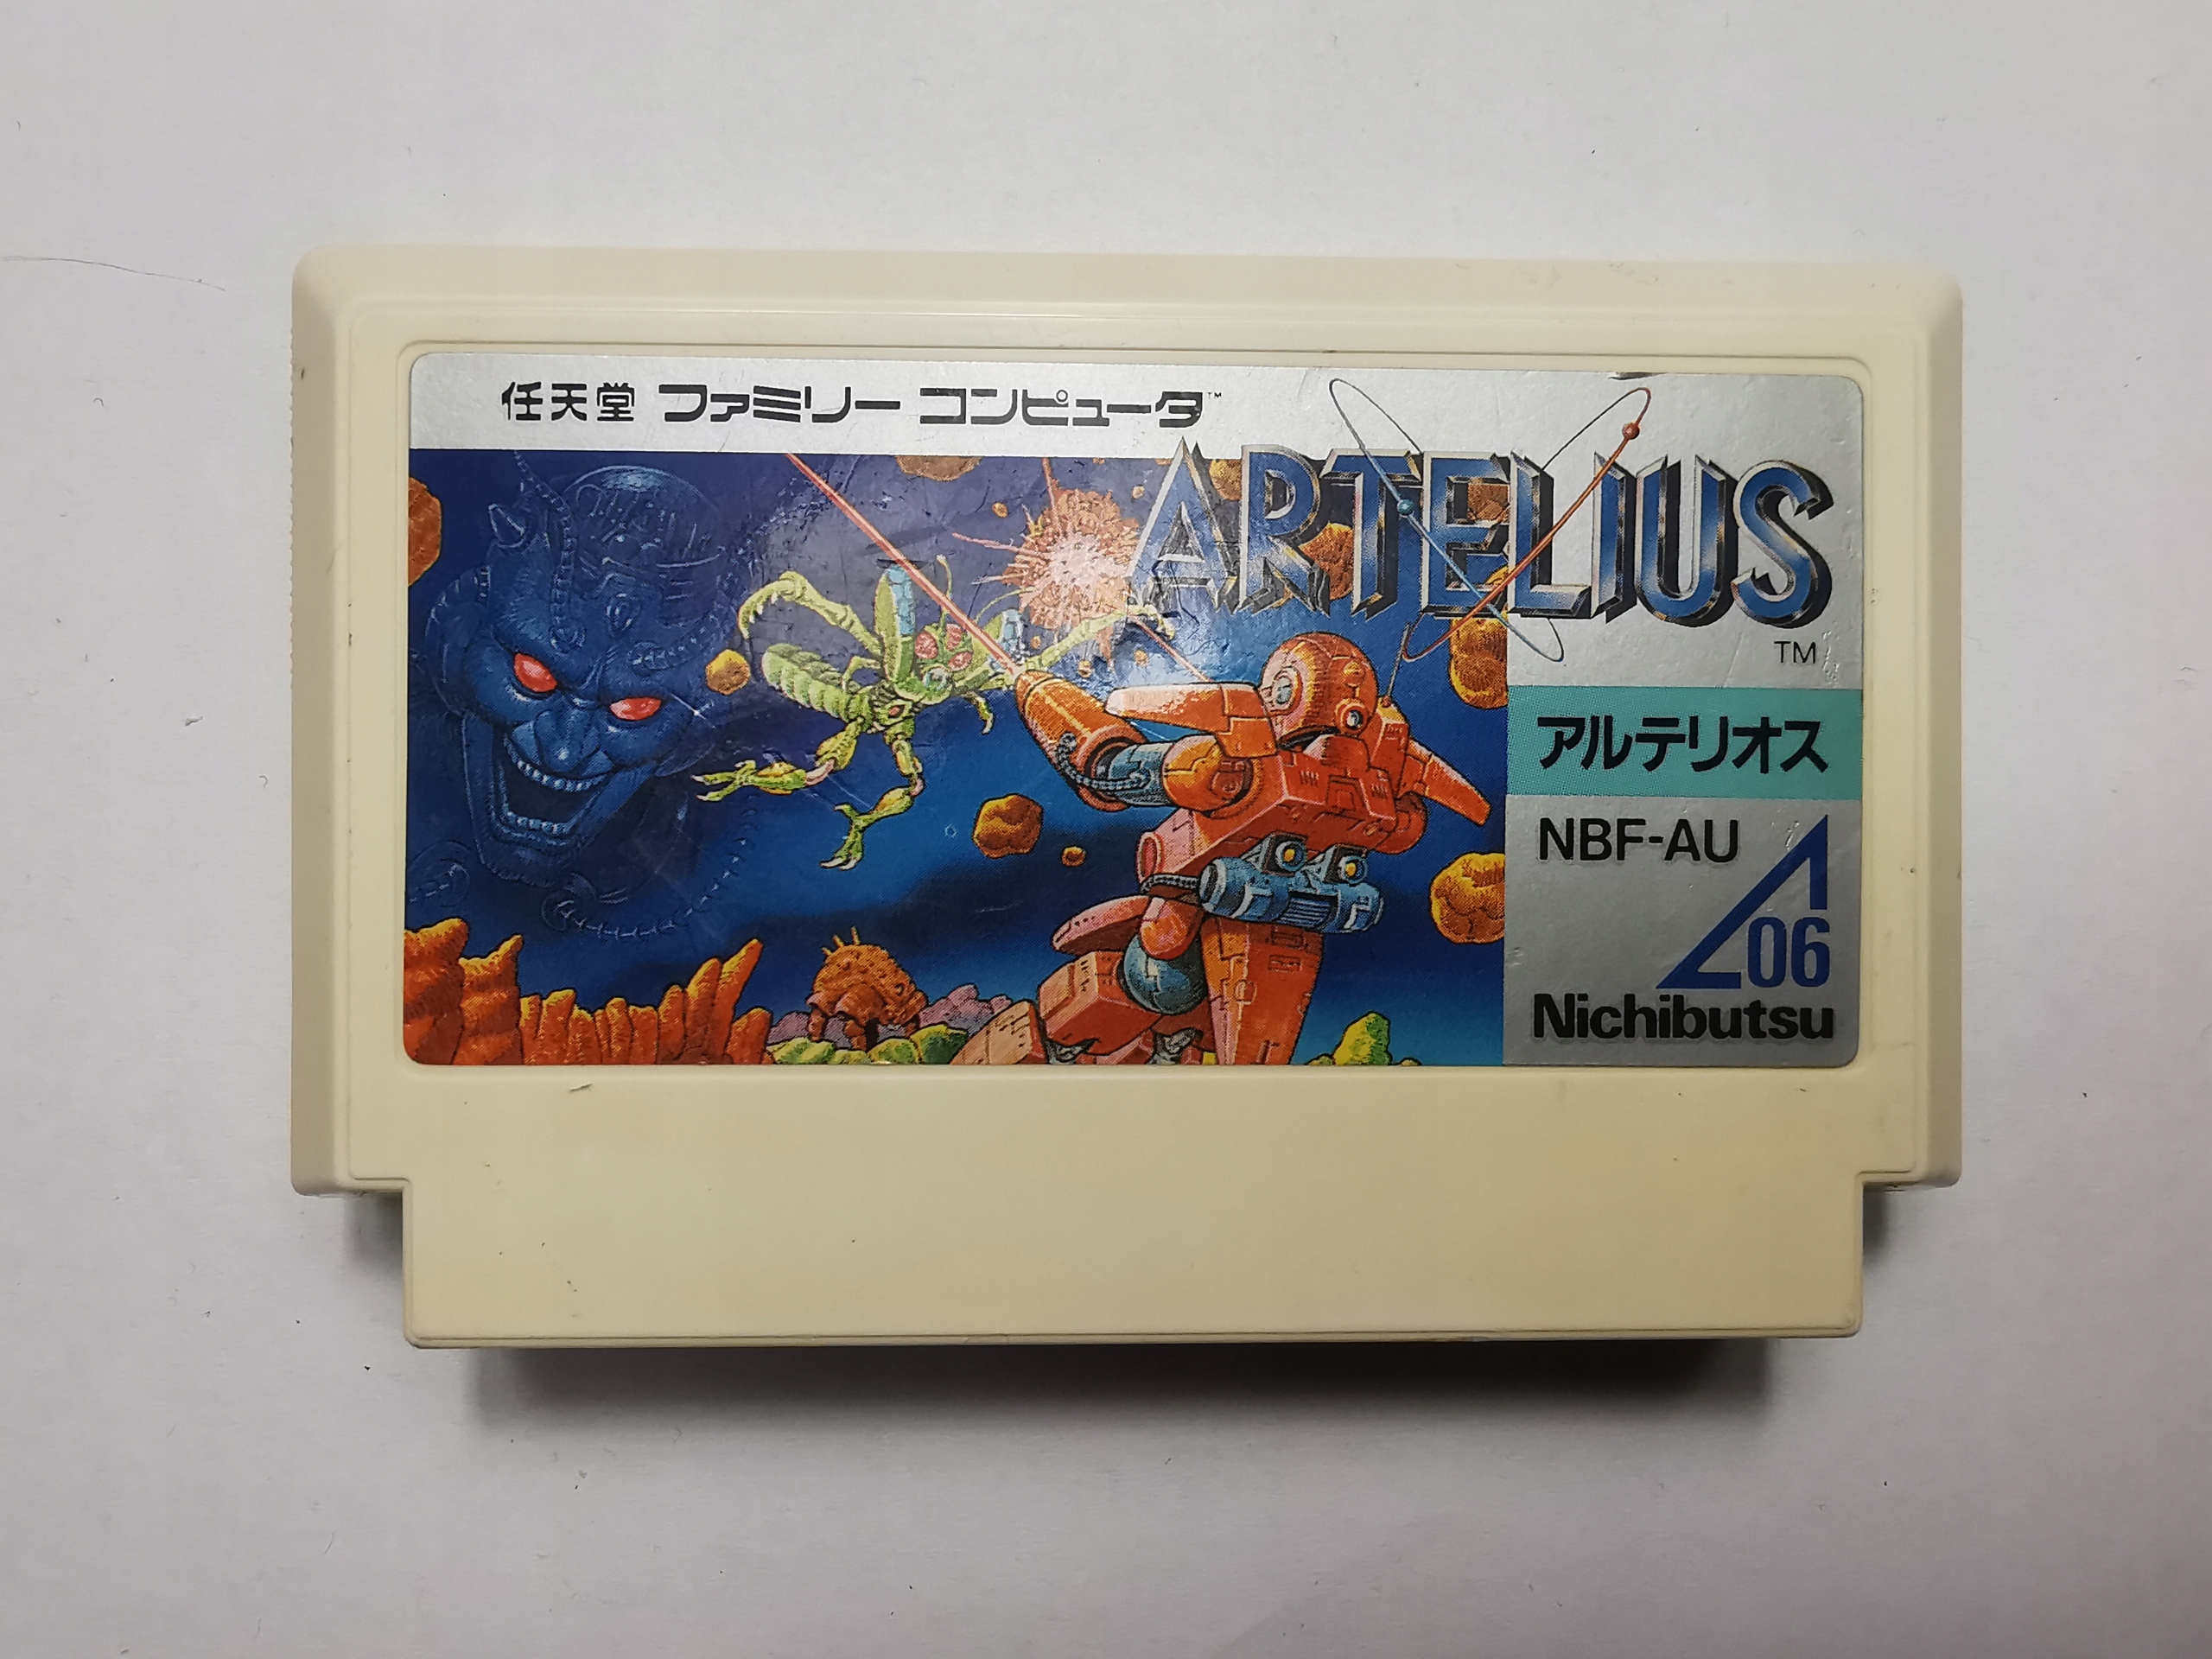 任天堂 ファミリー コンピュータ™
ARTELIUS
TM
アルテリオス
NBF-AU
06
Nichibutsu